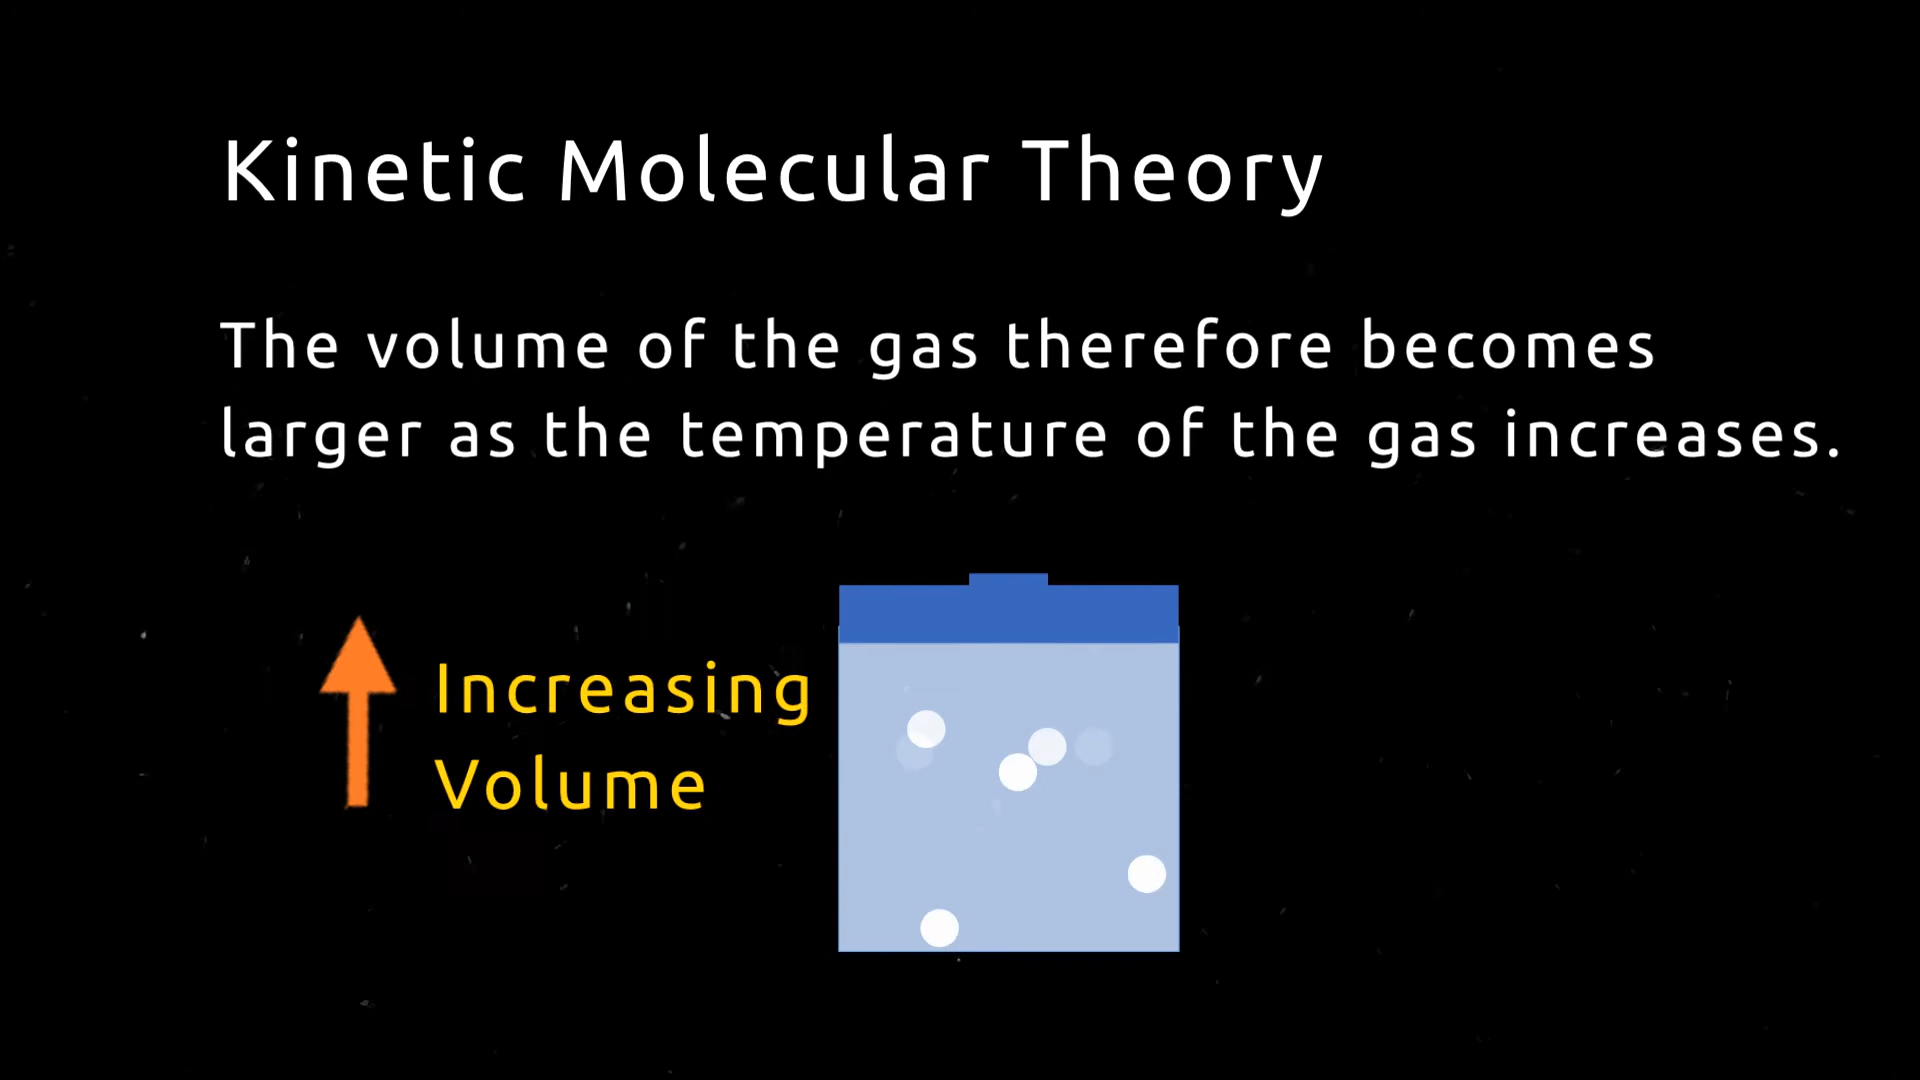 Kinetic Molecular Theory
The volume of the gas therefore becomes
larger as the temperature of the gas increases.
Increasing
Volume